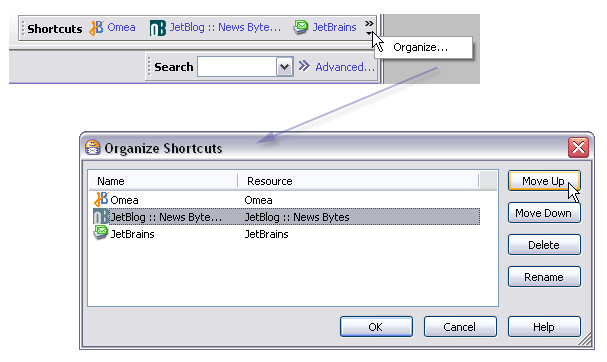 Shortcuts Omea JetBlog :: News Byte... JetBrains »
Organize...
Search » Advanced...
Organize Shortcuts
Name Resource Move Up
Omea Omea
JetBlog :: News Byte... JetBlog :: News Bytes Move Down
JetBrains JetBrains
Delete
Rename
OK Cancel Help